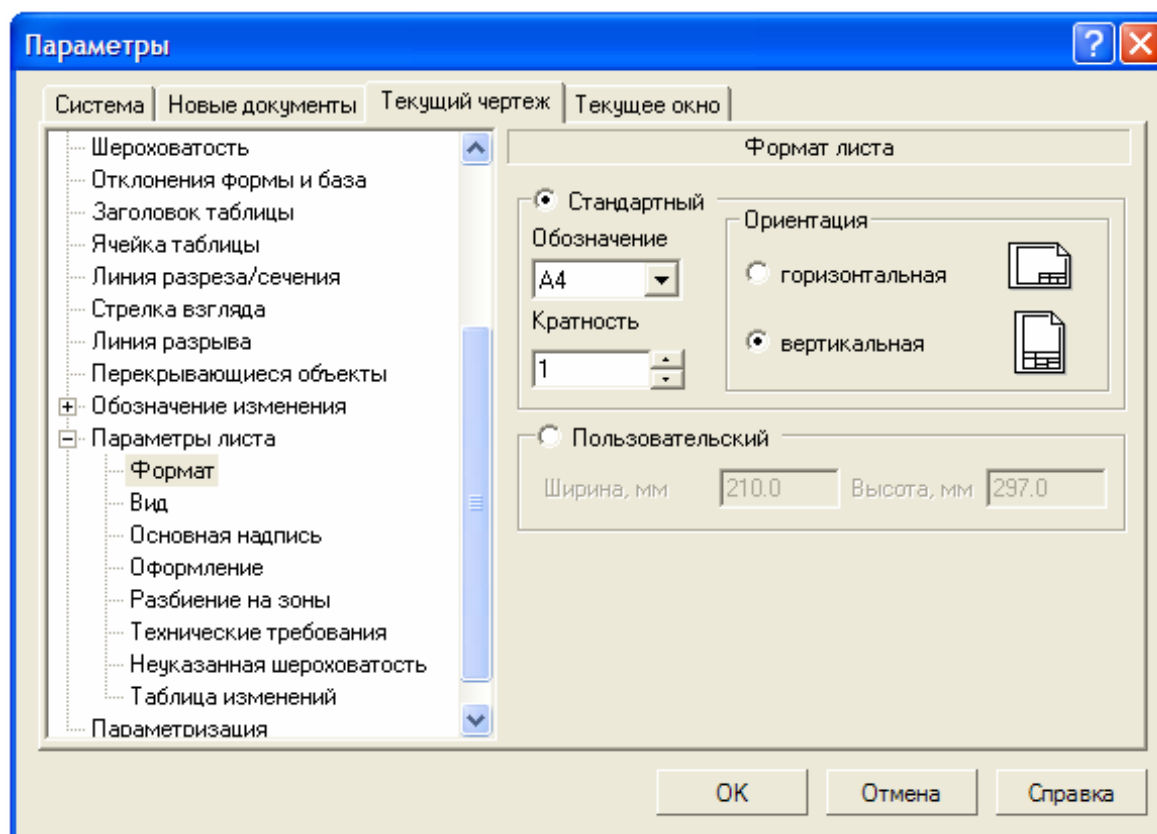 Параметры
Система
Новые документы
Текущий чертеж
Текущее окно
Шероховатость
Отклонения формы и база
Заголовок таблицы
Ячейка таблицы
Линия разреза/сечения
Стрелка взгляда
Линия разрыва
Перекрывающиеся объекты
Обозначение изменения
Параметры листа
Формат
Вид
Основная надпись
Оформление
Разбиение на зоны
Технические требования
Неуказанная шероховатость
Таблица изменений
Параметризация
Формат листа
Стандартный
Обозначение
А4
Кратность
1
Ориентация
горизонтальная
вертикальная
Пользовательский
Ширина, мм 210.0 Высота, мм 297.0
OK Отмена Справка